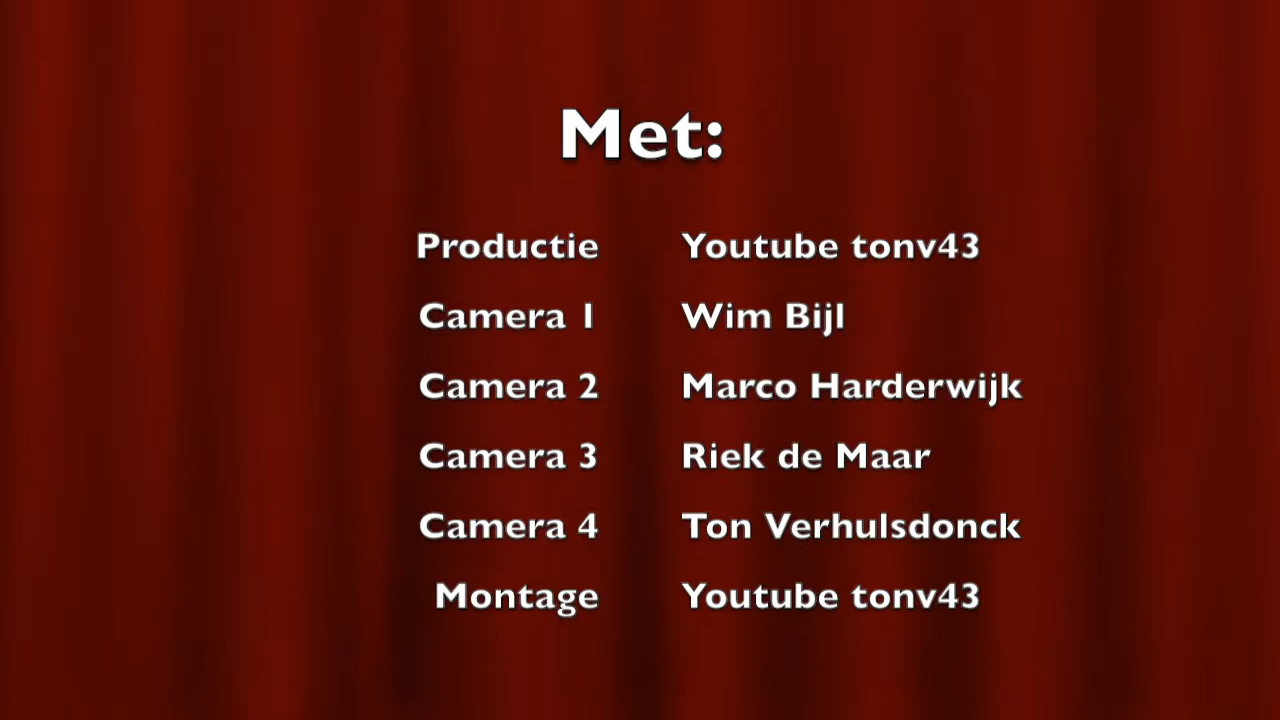 Met:
Productie Youtube tonv43
Camera 1 Wim Bijl
Camera 2 Marco Harderwijk
Camera 3 Riek de Maar
Camera 4 Ton Verhulsdonck
Montage Youtube tonv43